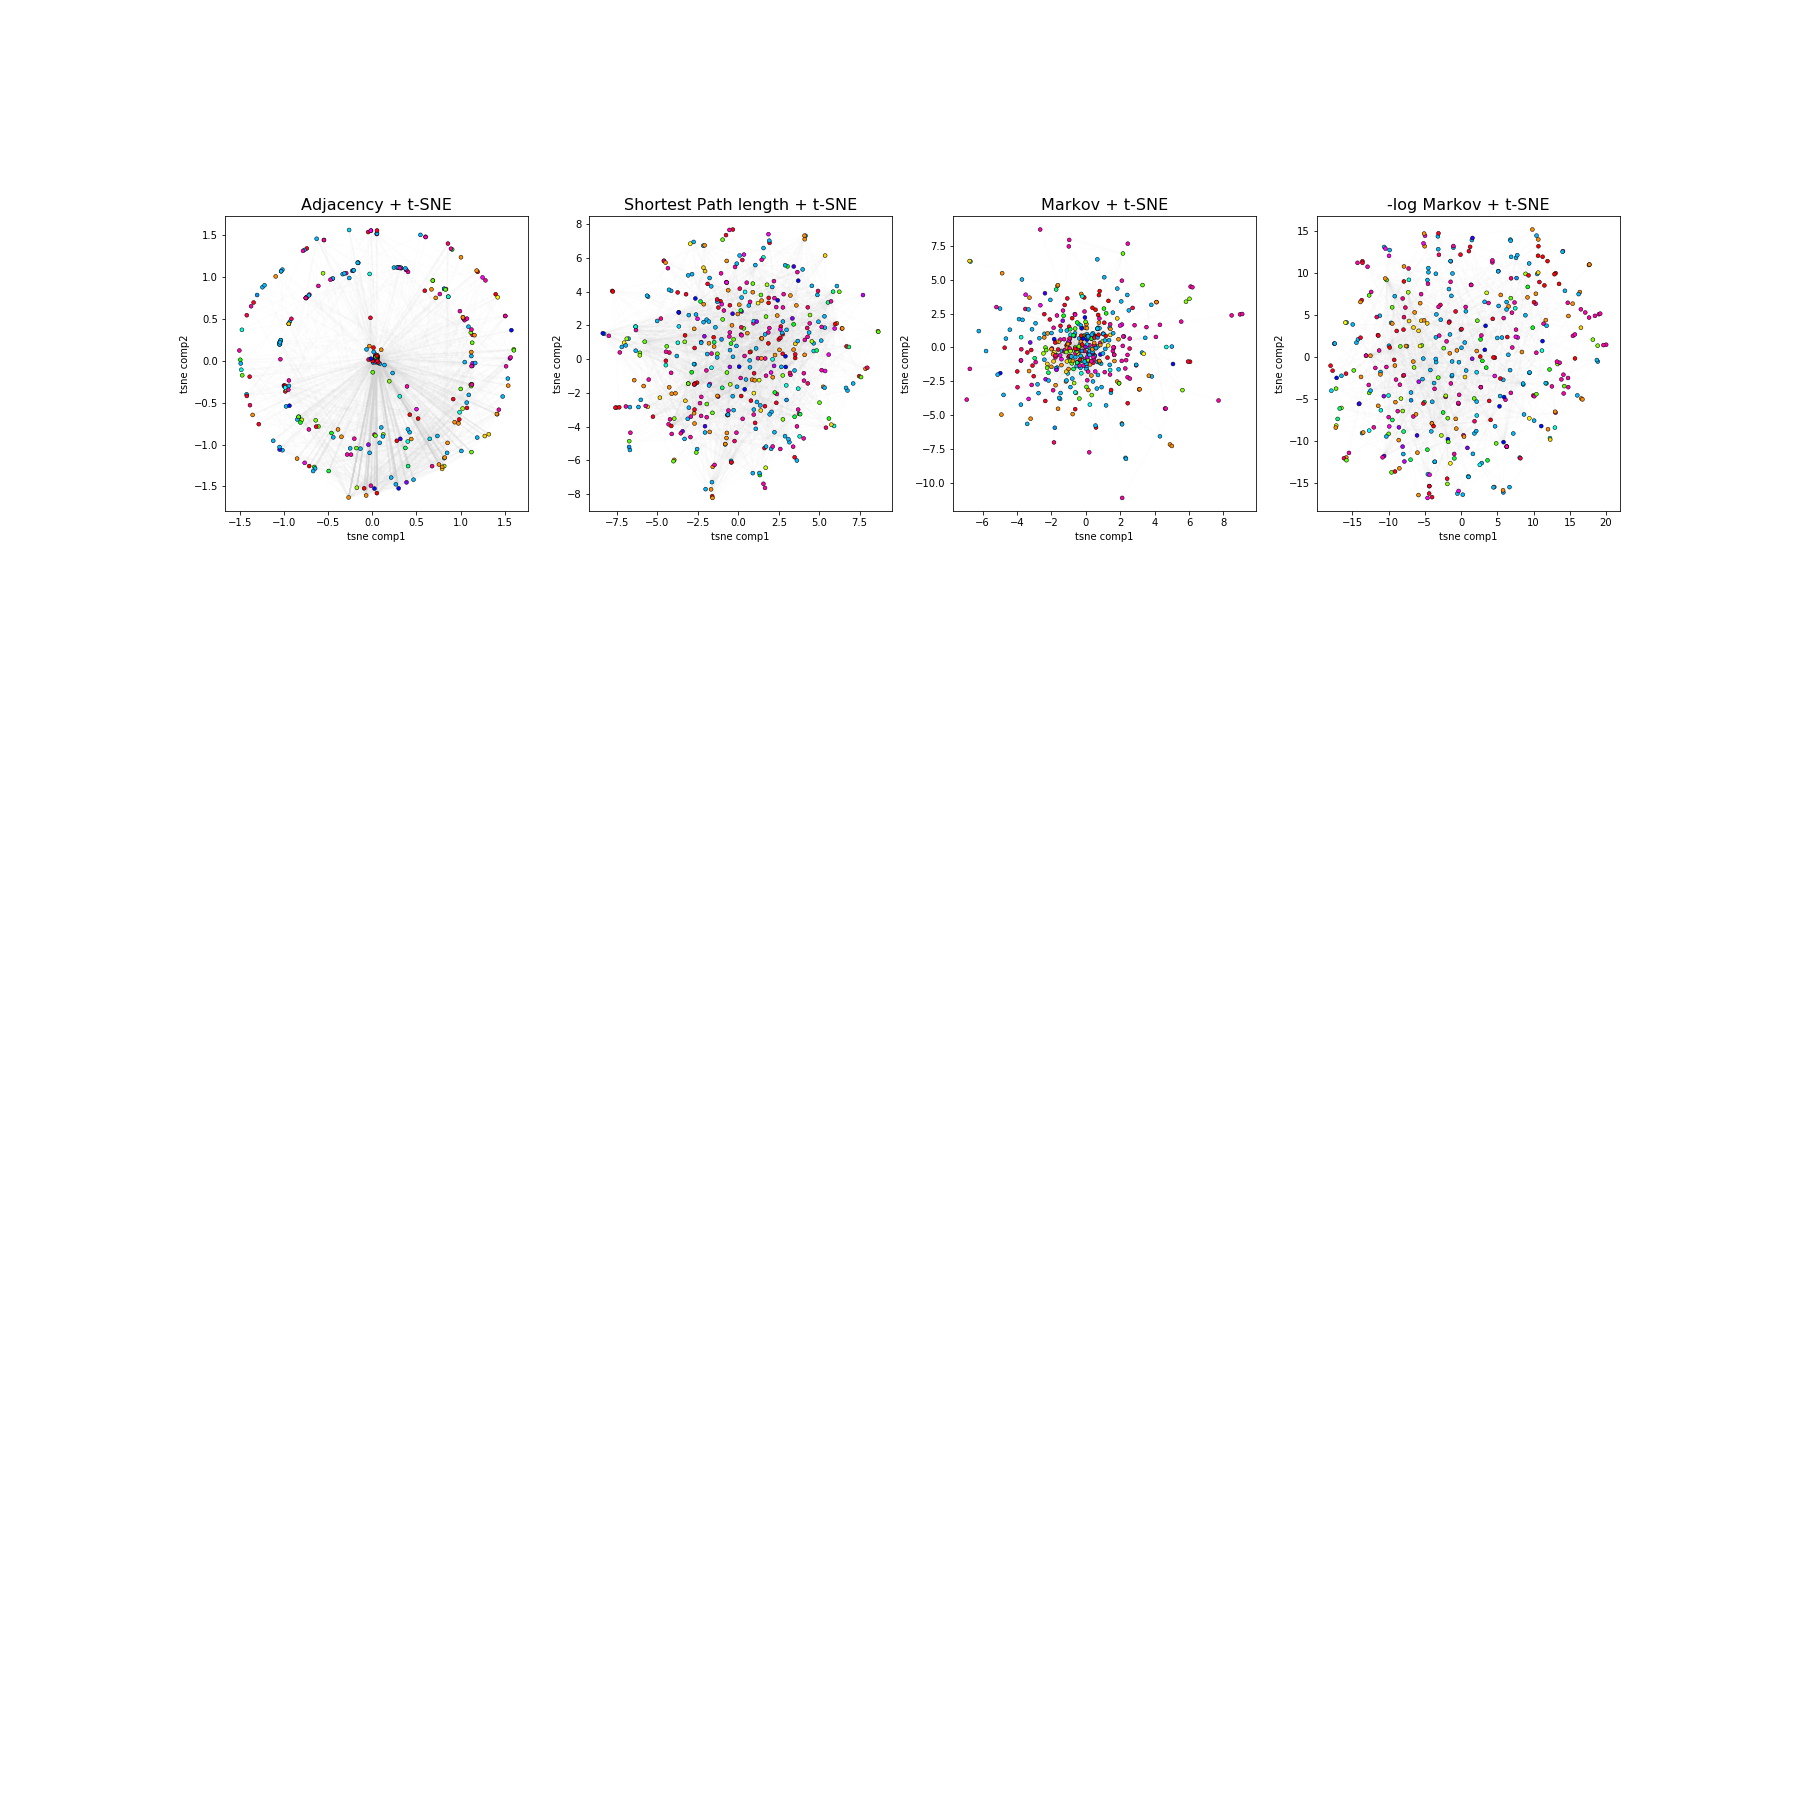 Adjacency + t-SNE
1.5
1.0
0.5
0.0
−0.5
−1.0
−1.5
tsne comp2
−1.5 −1.0 −0.5 0.0 0.5 1.0 1.5
tsne comp1
Shortest Path length + t-SNE
8
6
4
2
0
−2
−4
−6
−8
tsne comp2
−7.5 −5.0 −2.5 0.0 2.5 5.0 7.5
tsne comp1
Markov + t-SNE
7.5
5.0
2.5
0.0
−2.5
−5.0
−7.5
−10.0
tsne comp2
−6 −4 −2 0 2 4 6 8
tsne comp1
-log Markov + t-SNE
15
10
5
0
−5
−10
−15
tsne comp2
−15 −10 −5 0 5 10 15 20
tsne comp1